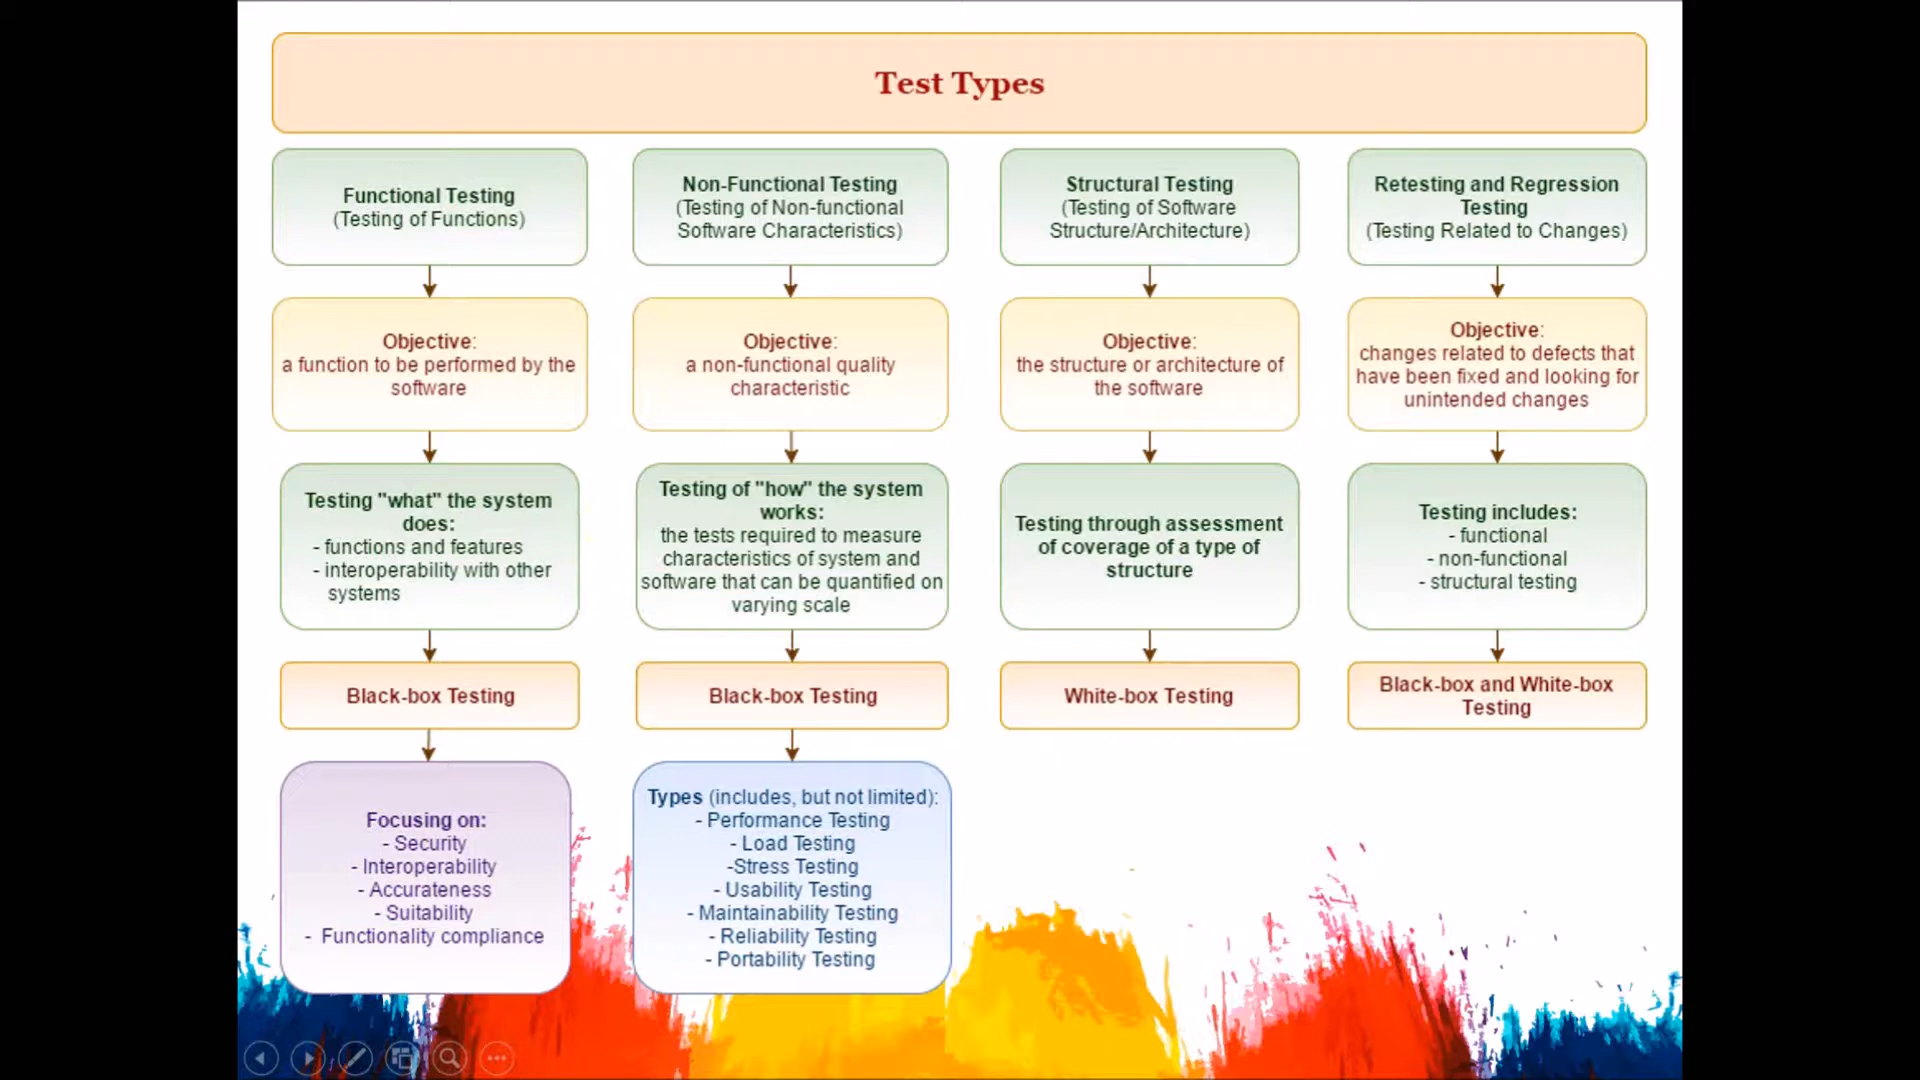 Test Types
Functional Testing
(Testing of Functions)
Objective:
a function to be performed by the
software
Testing "what" the system
does:
- functions and features
- interoperability with other
systems
Black-box Testing
Focusing on:
- Security
- Interoperability
- Accurateness
- Suitability
- Functionality compliance
Non-Functional Testing
(Testing of Non-functional
Software Characteristics)
Objective:
a non-functional quality
characteristic
Testing of "how" the system
works:
the tests required to measure
characteristics of system and
software that can be quantified on
varying scale
Black-box Testing
Types (includes, but not limited):
- Performance Testing
- Load Testing
-Stress Testing
- Usability Testing
- Maintainability Testing
- Reliability Testing
- Portability Testing
Structural Testing
(Testing of Software
Structure/Architecture)
Objective:
the structure or architecture of
the software
Testing through assessment
of coverage of a type of
structure
White-box Testing
Retesting and Regression
Testing
(Testing Related to Changes)
Objective:
changes related to defects that
have been fixed and looking for
unintended changes
Testing includes:
- functional
- non-functional
- structural testing
Black-box and White-box
Testing